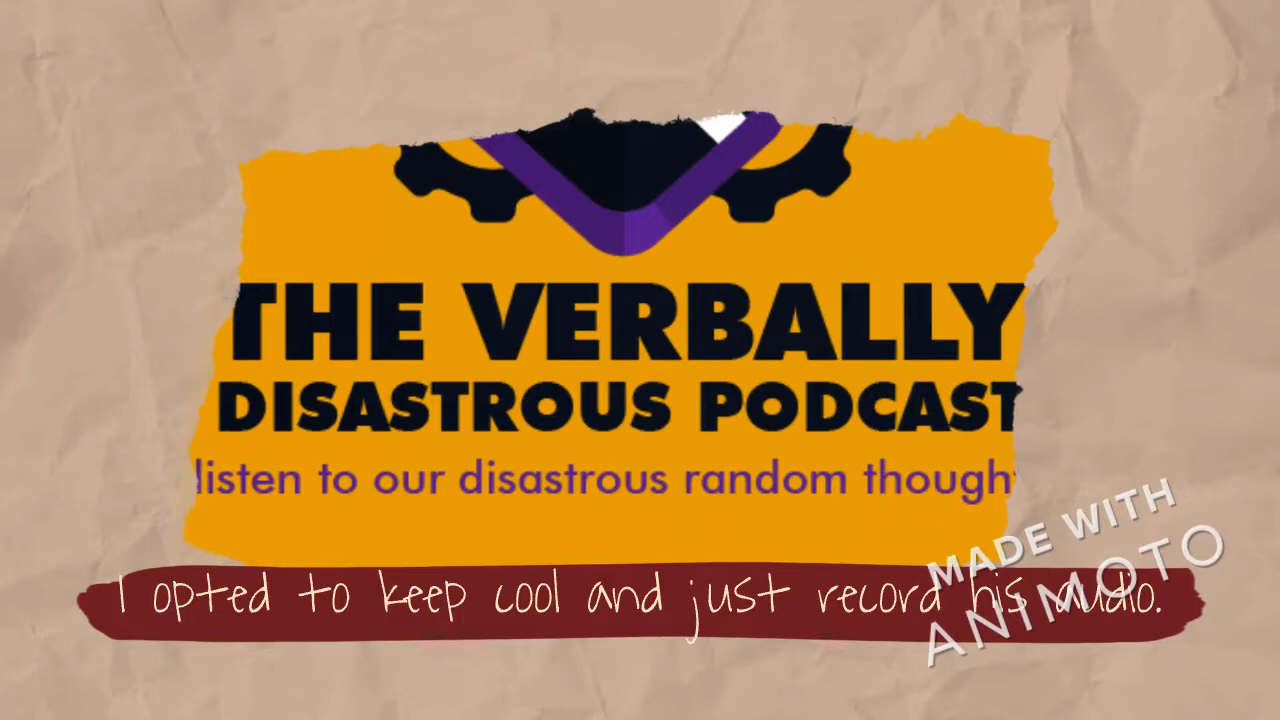 THE VERBALLY
DISASTROUS PODCAST
listen to our disastrous random though
I opted to keep cool and just record his audio.
MADE WITH
ANIMOTO